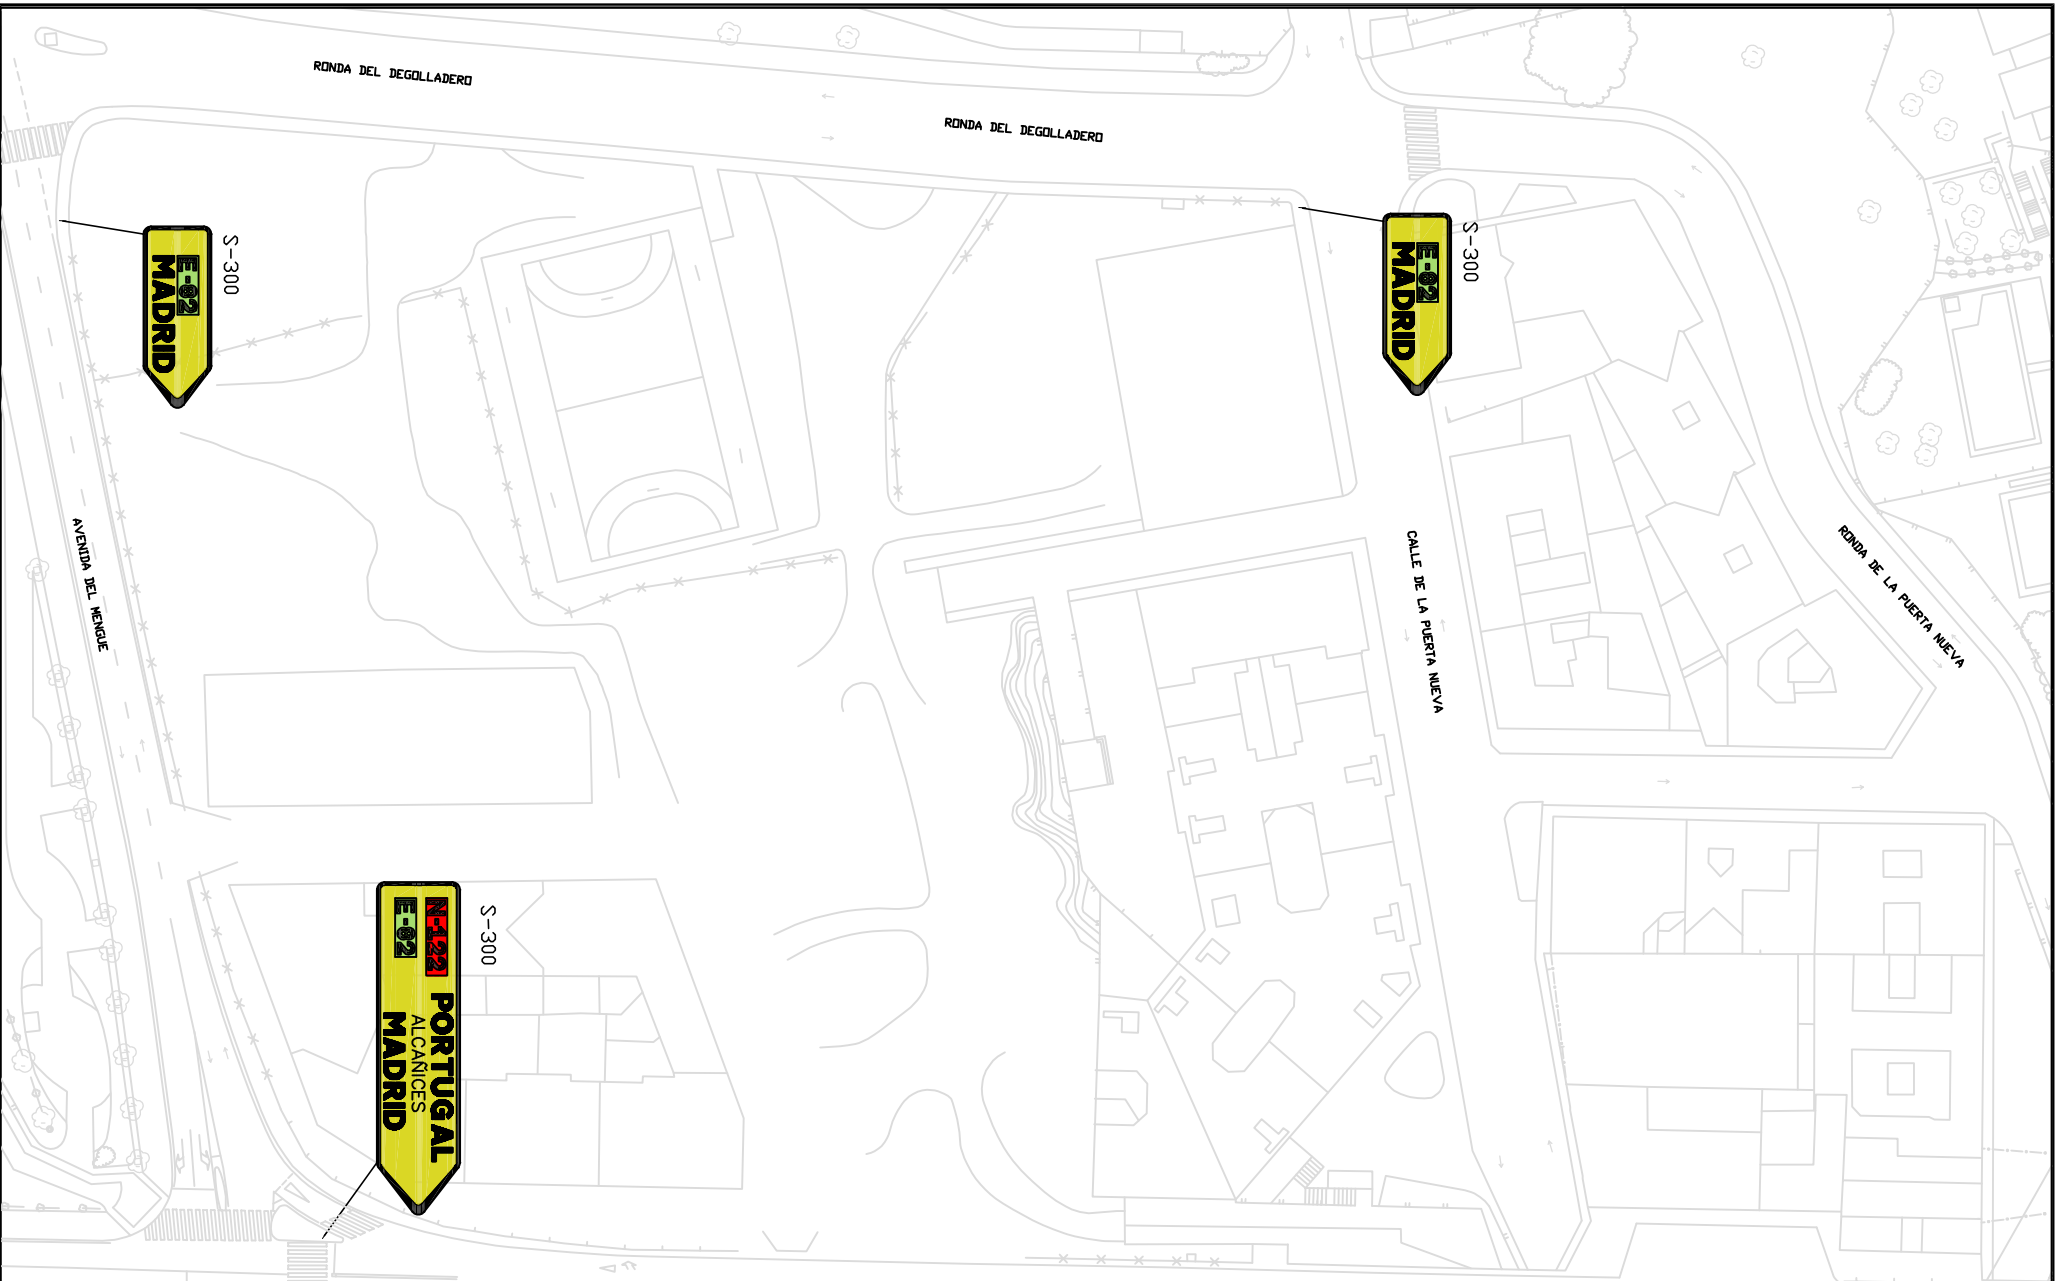 RONDA DEL DEGOLLADERO
RONDA DEL DEGOLLADERO
S-300
E-82
MADRID
S-300
E-82
MADRID
AVENIDA DEL MENGUE
CALLE DE LA PUERTA NUEVA
RONDA DE LA PUERTA NUEVA
S-300
N-122 PORTUGAL
ALCAÑICES
E-82 MADRID